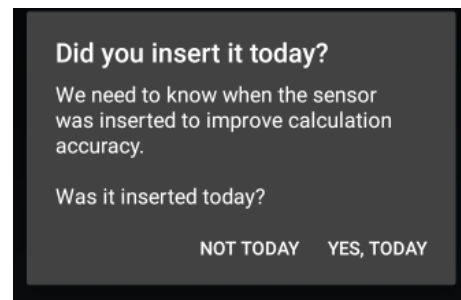 Did you insert it today?
We need to know when the sensor
was inserted to improve calculation
accuracy.
Was it inserted today?
NOT TODAY YES, TODAY